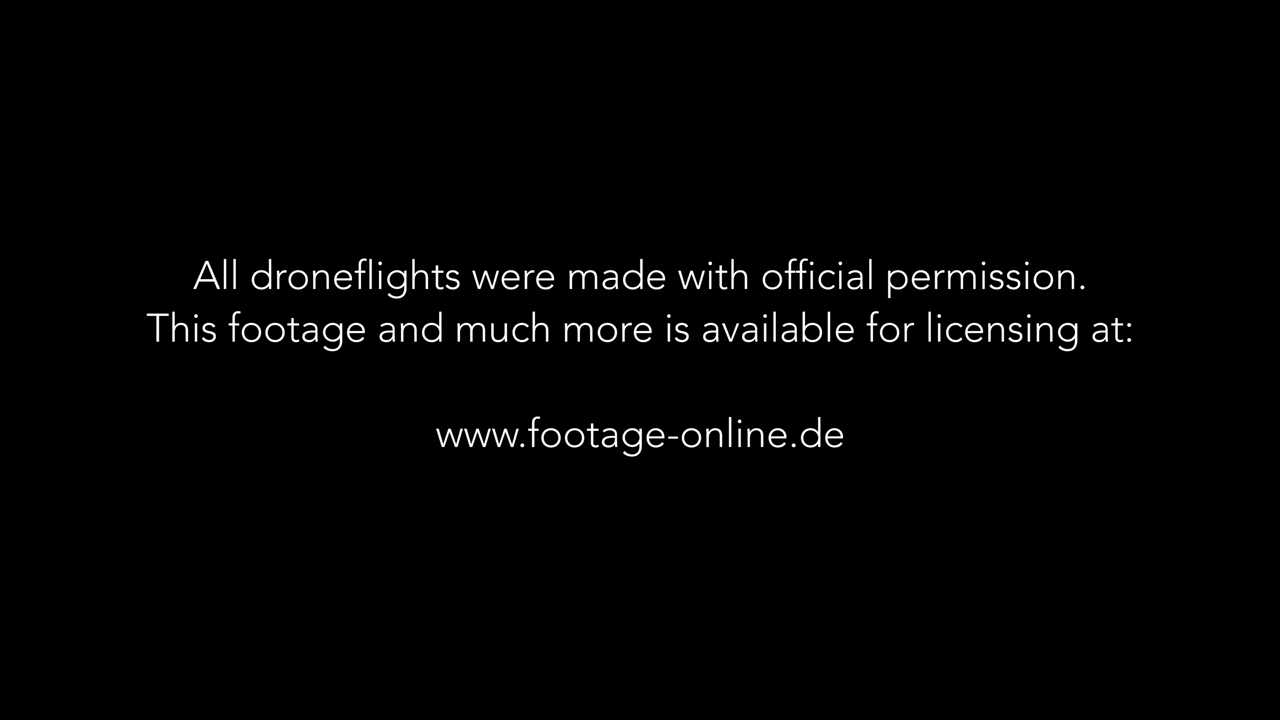 All droneflights were made with official permission.
This footage and much more is available for licensing at:
www.footage-online.de